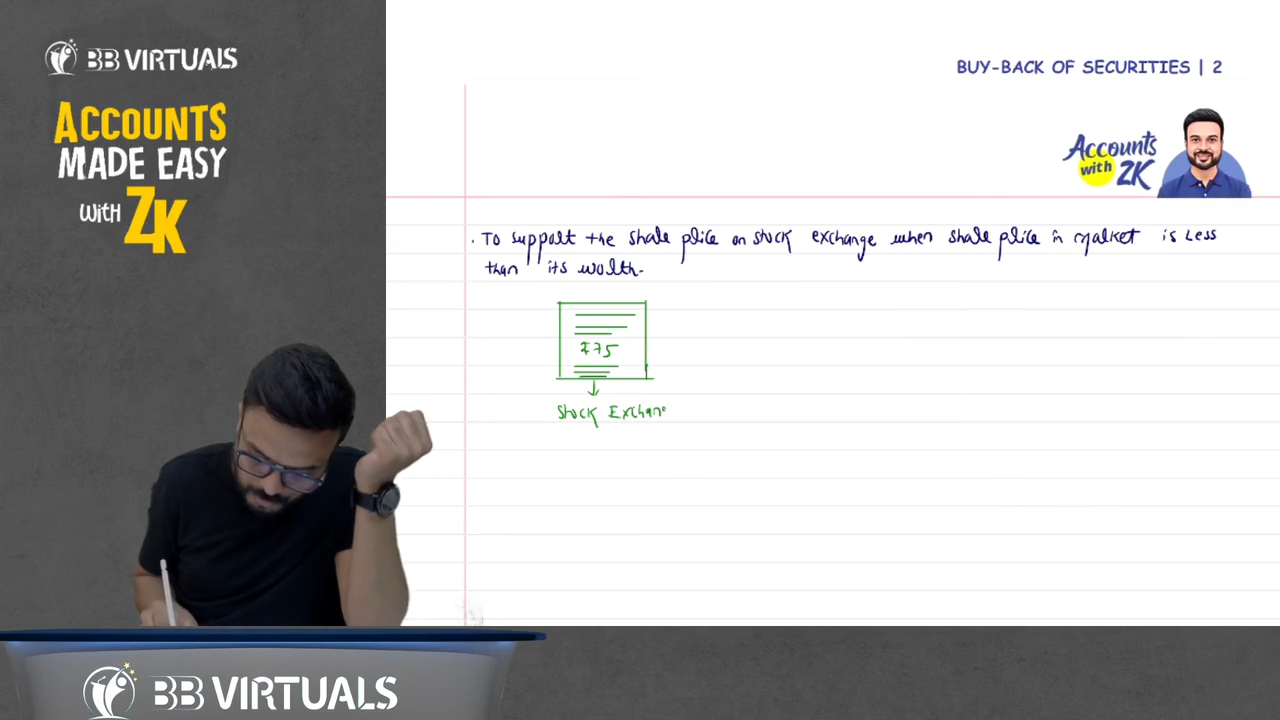 BB VIRTUALS
ACCOUNTS
MADE EASY
with ZK
BUY-BACK OF SECURITIES | 2
Accounts
with ZK
. To support the share price on stock exchange when share price in market is less
than its worth.
₹75
Stock Exchan
BB VIRTUALS